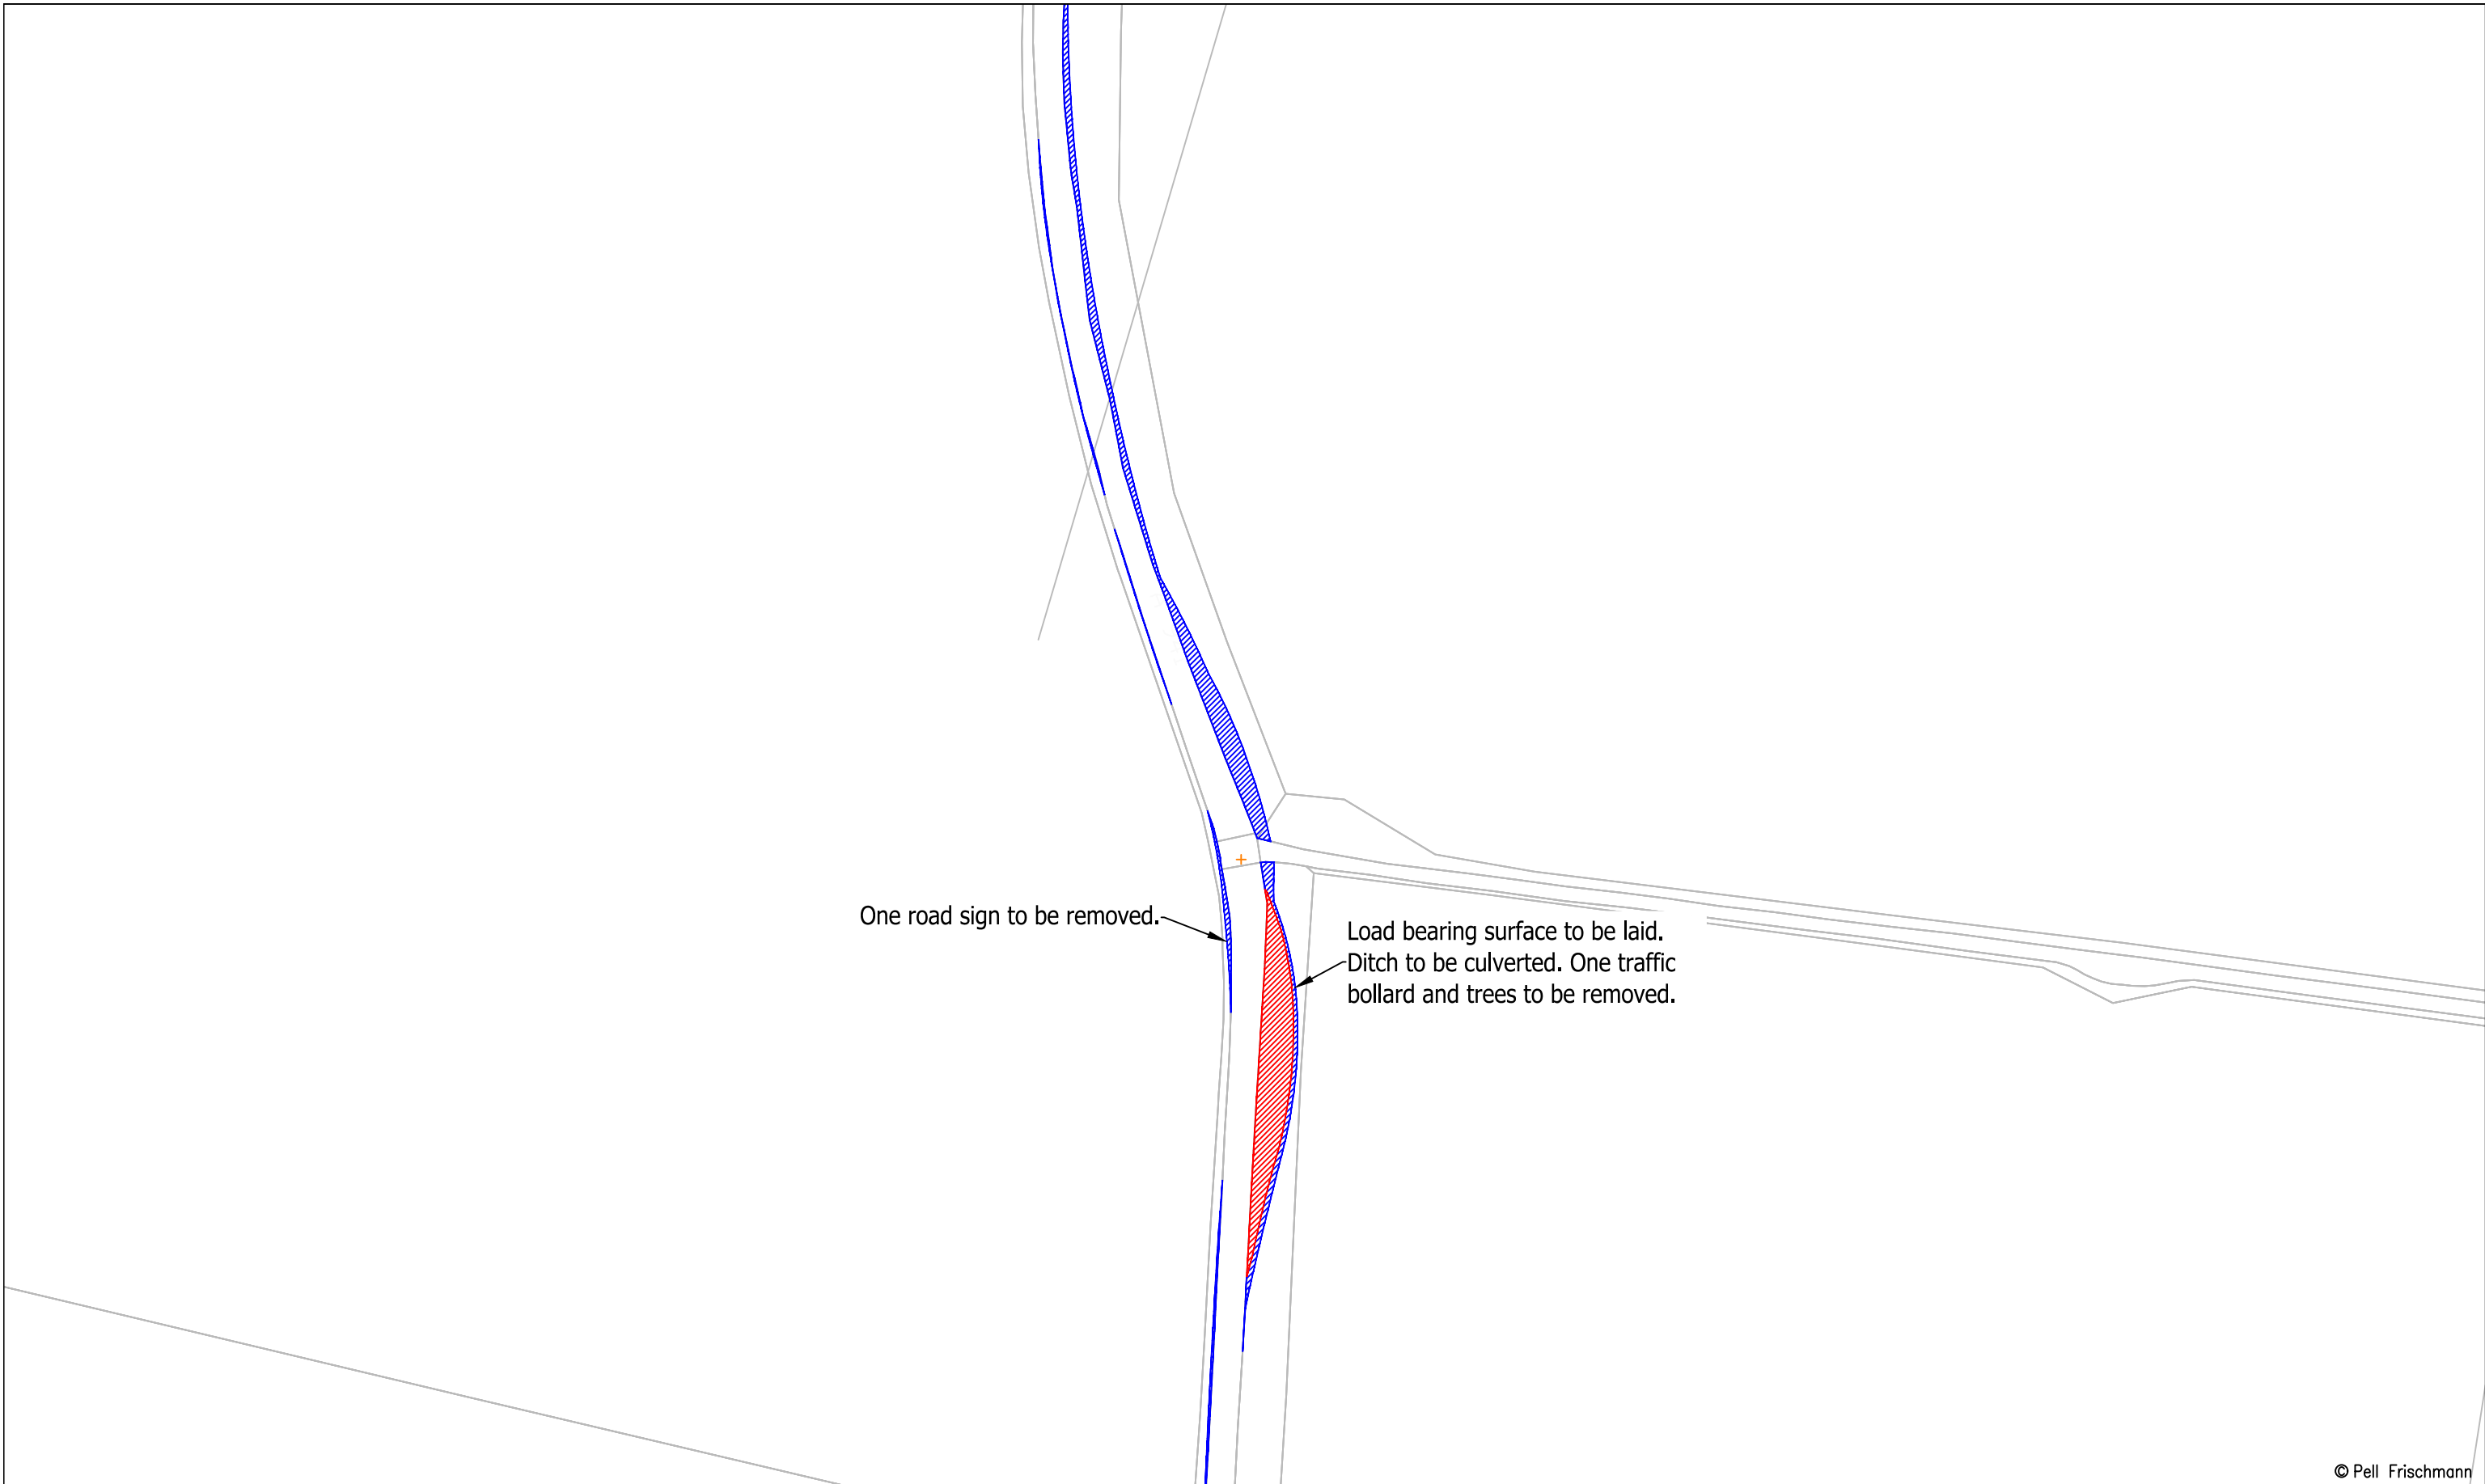 One road sign to be removed.
Load bearing surface to be laid.
Ditch to be culverted. One traffic
bollard and trees to be removed.
© Pell Frischmann